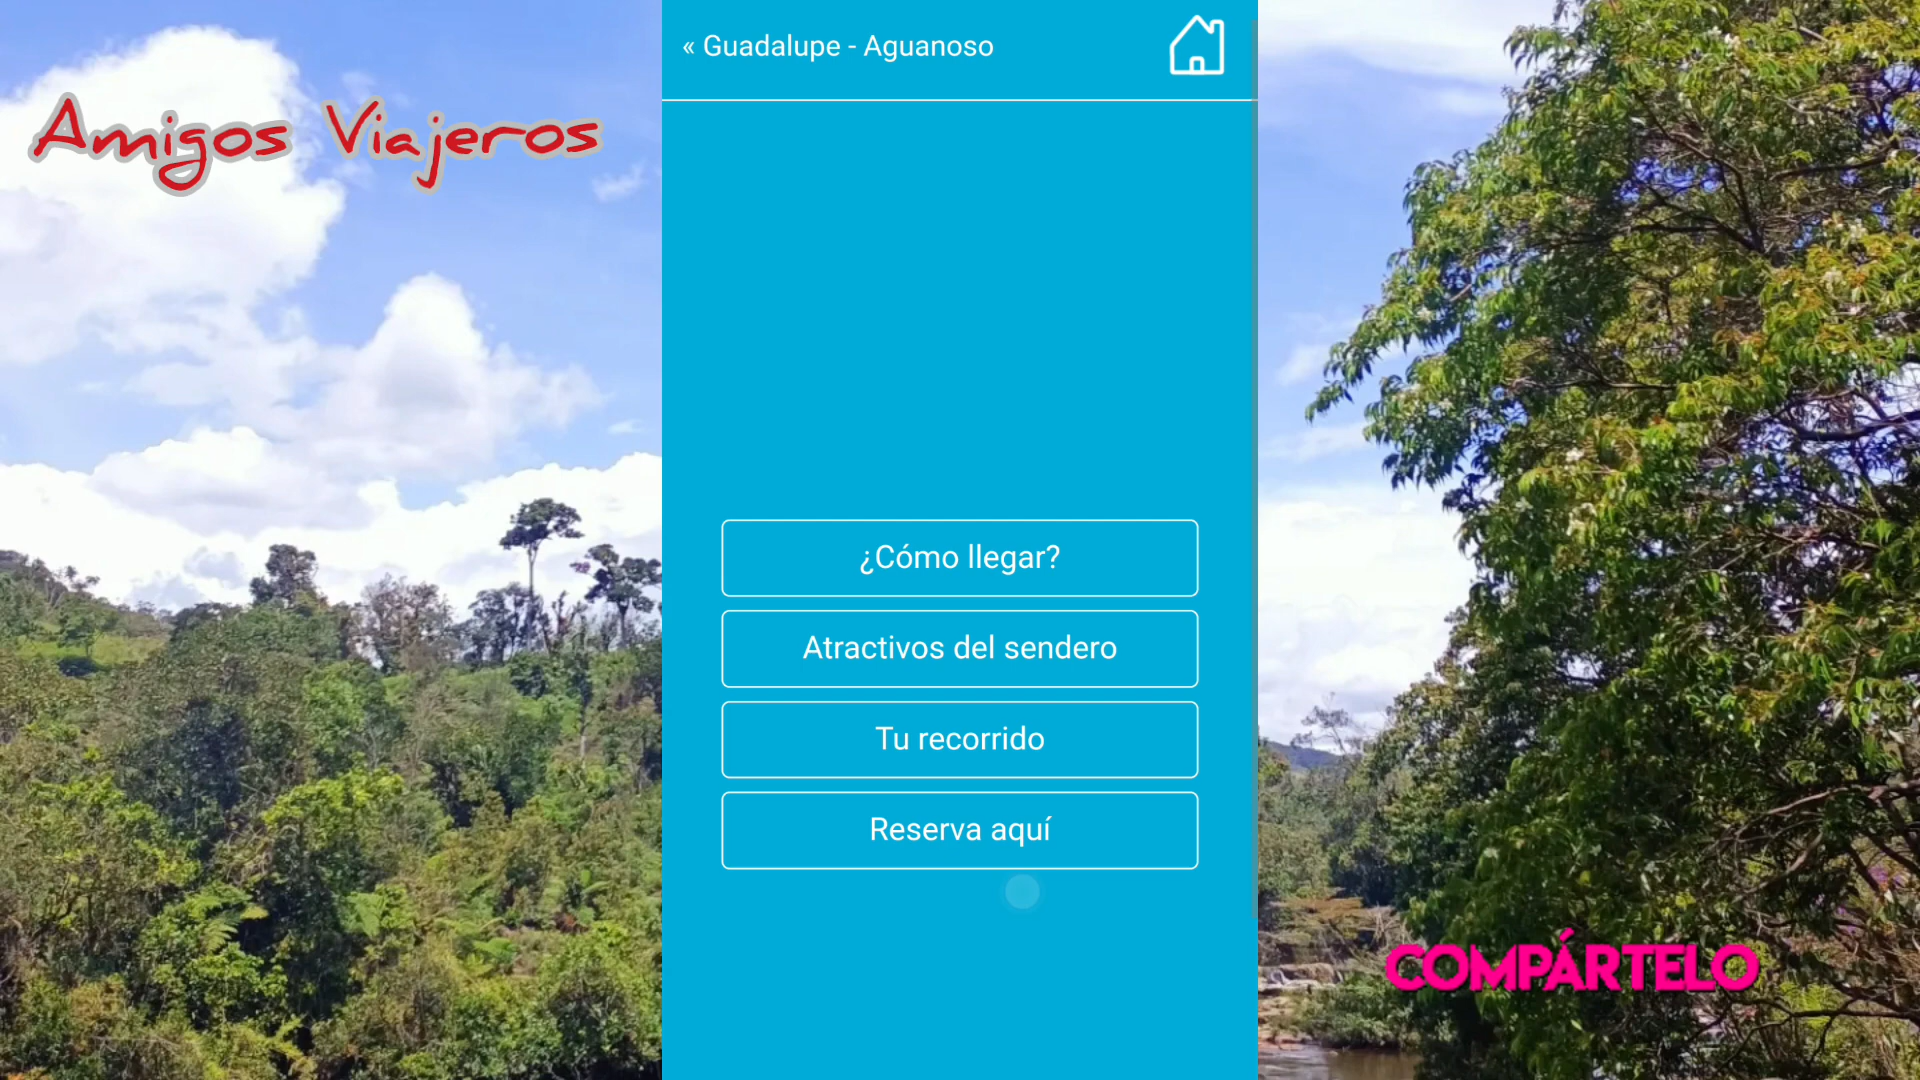 Amigos Viajeros
« Guadalupe - Aguanoso
¿Cómo llegar?
Atractivos del sendero
Tu recorrido
Reserva aquí
COMPÁRTELO